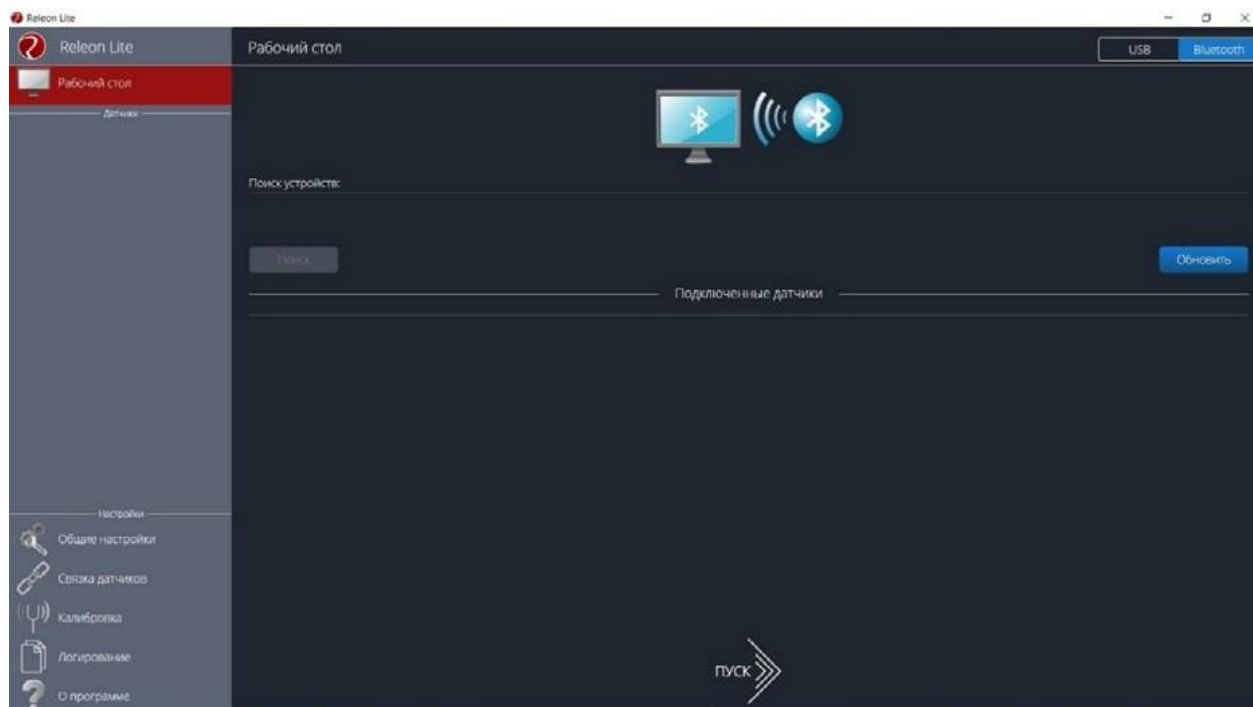 Releon Lite
Releon Lite
Рабочий стол
USB
Bluetooth
Рабочий стол
Датчики
Поиск устройств:
Поиск
Обновить
Подключенные датчики
Настройки
Общие настройки
Связка датчиков
Калибровка
Логирование
О программе
ПУСК